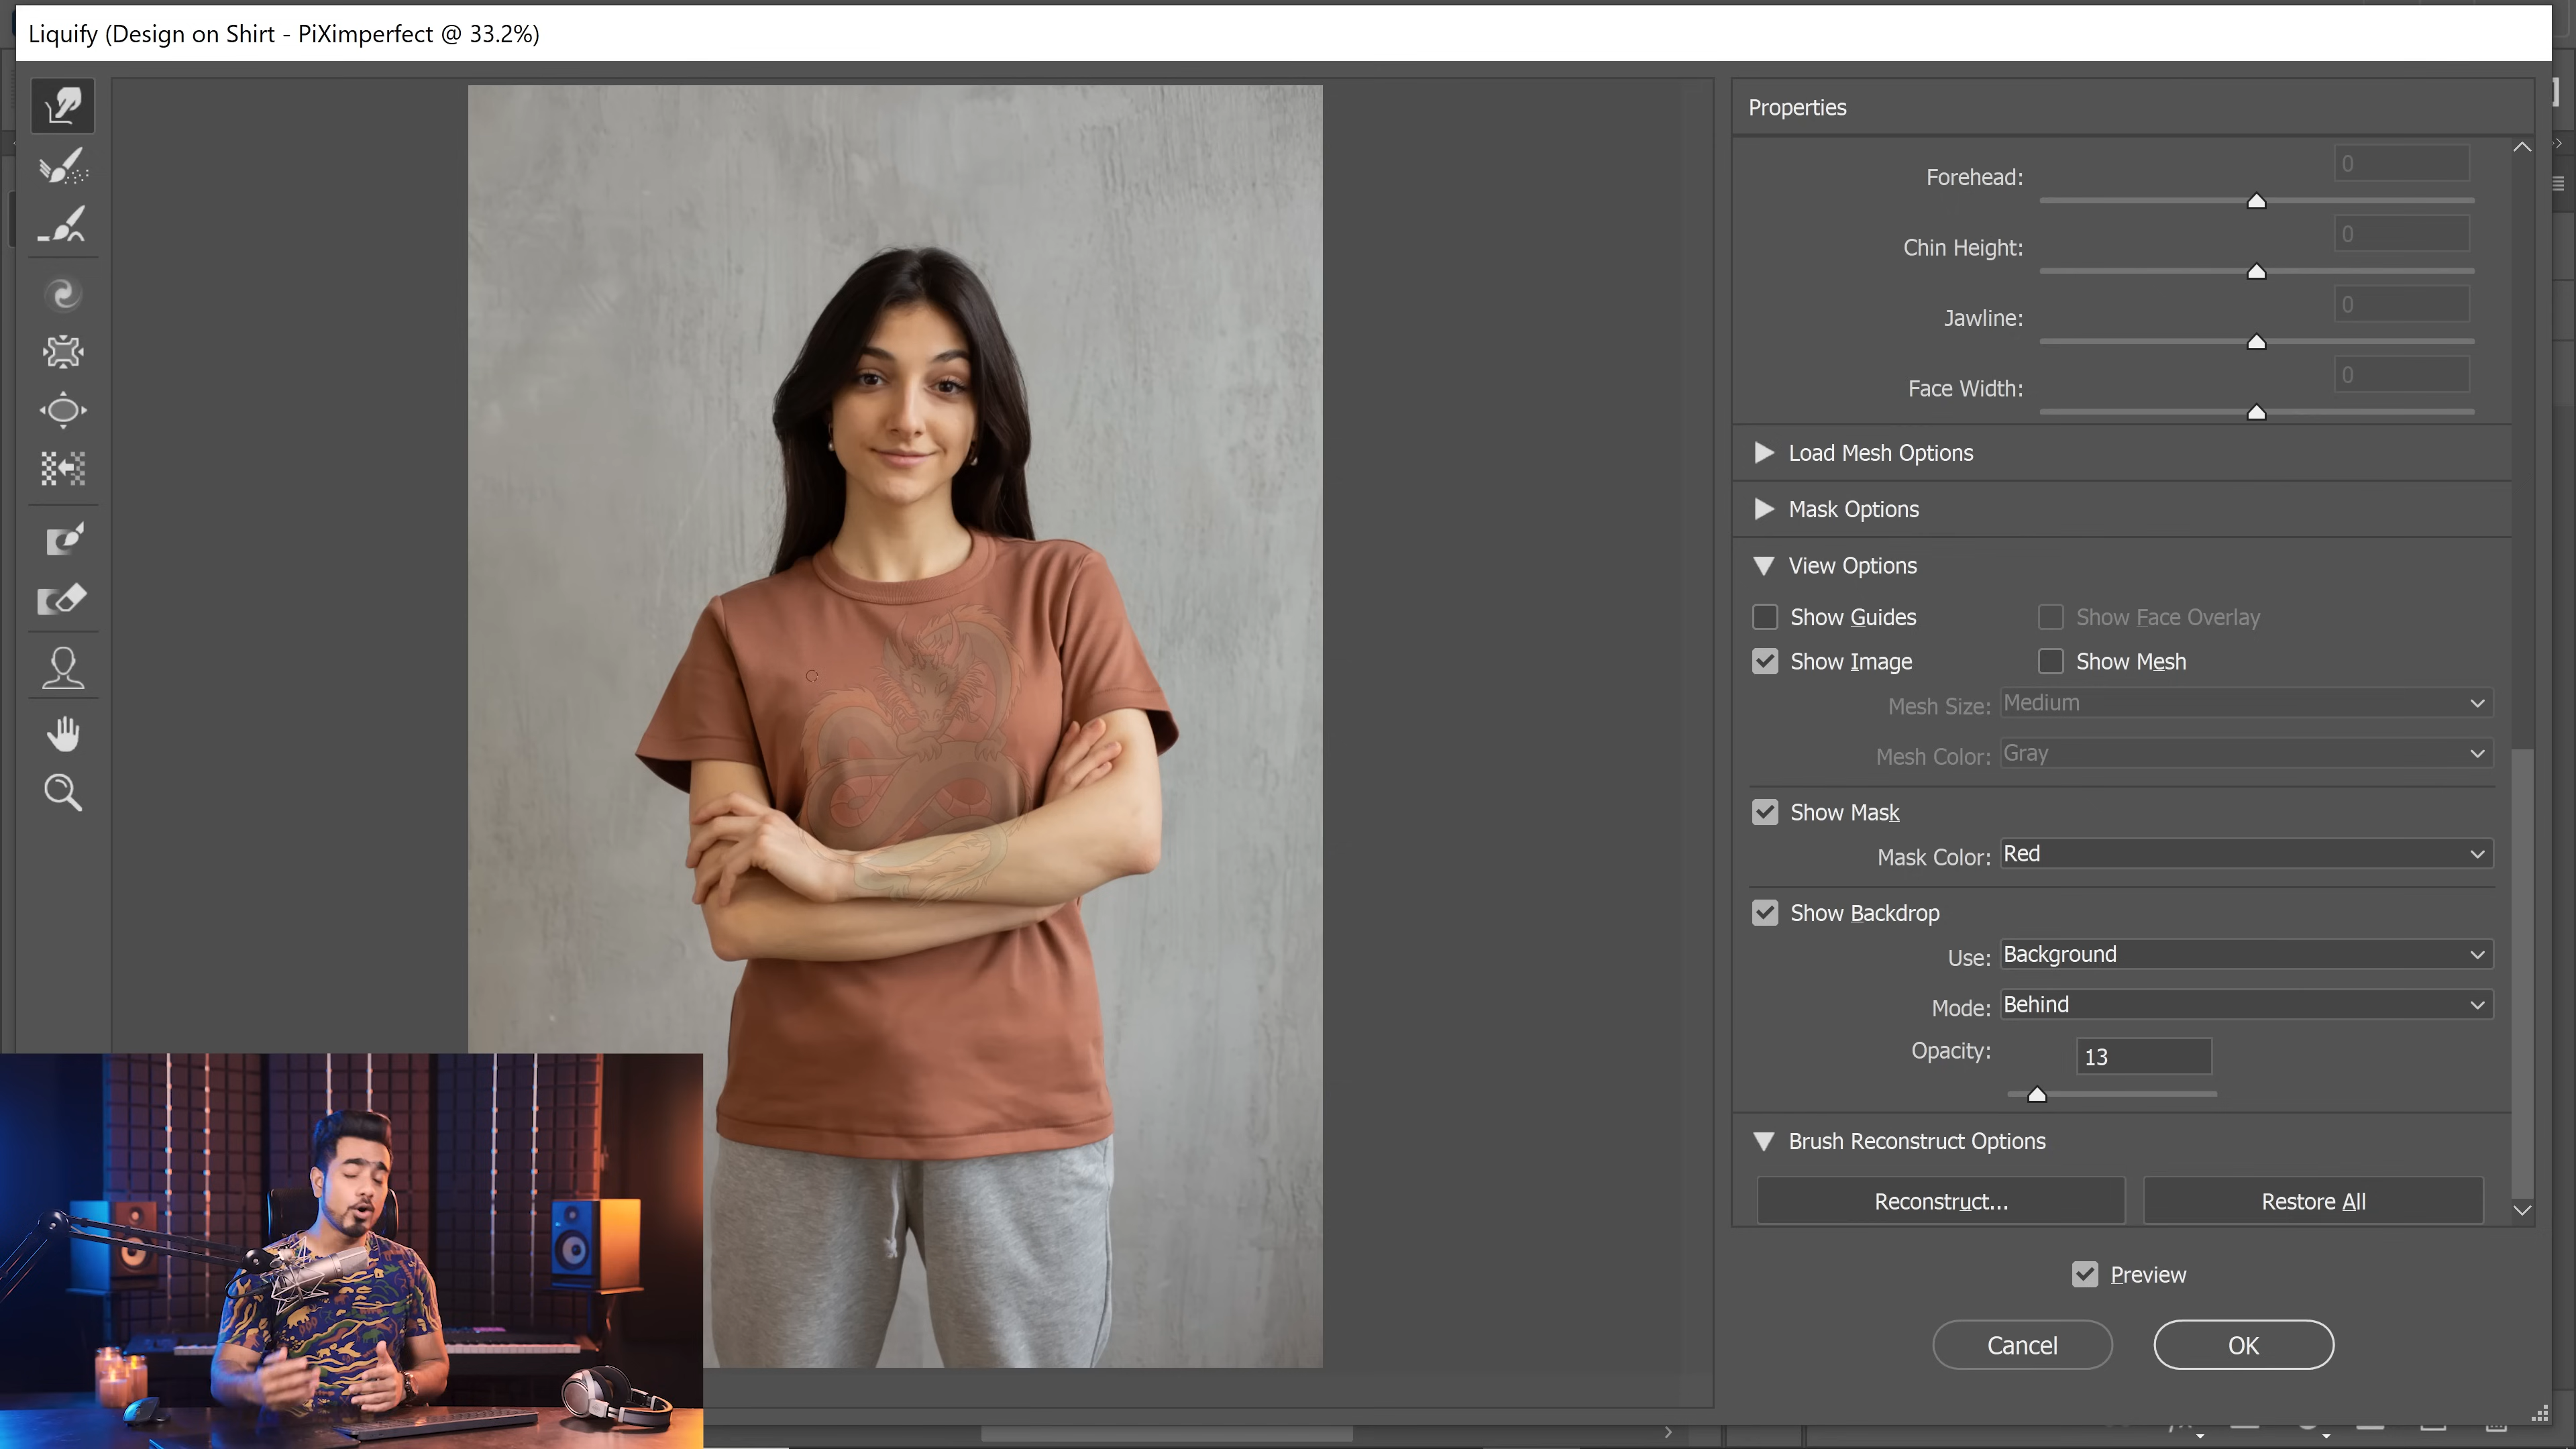 Liquify (Design on Shirt - PiXimperfect @ 33.2%)
Properties
Forehead: 0
Chin Height: 0
Jawline: 0
Face Width: 0
Load Mesh Options
Mask Options
View Options
Show Guides Show Face Overlay
Show Image Show Mesh
Mesh Size: Medium
Mesh Color: Gray
Show Mask
Mask Color: Red
Show Backdrop
Use: Background
Mode: Behind
Opacity: 13
Brush Reconstruct Options
Reconstruct... Restore All
Preview
Cancel OK